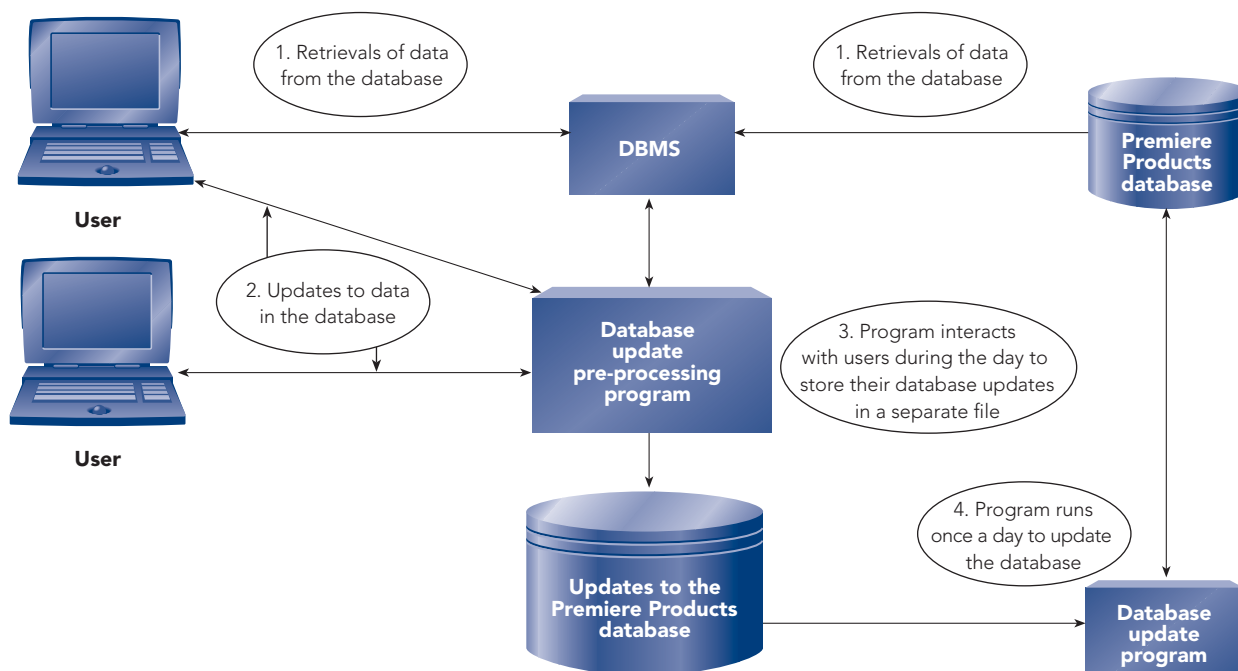 1. Retrievals of data
from the database
1. Retrievals of data
from the database
DBMS
Premiere
Products
database
User
2. Updates to data
in the database
Database
update
pre-processing
program
3. Program interacts
with users during the day to
store their database updates
in a separate file
User
4. Program runs
once a day to update
the database
Updates to the
Premiere Products
database
Database
update
program